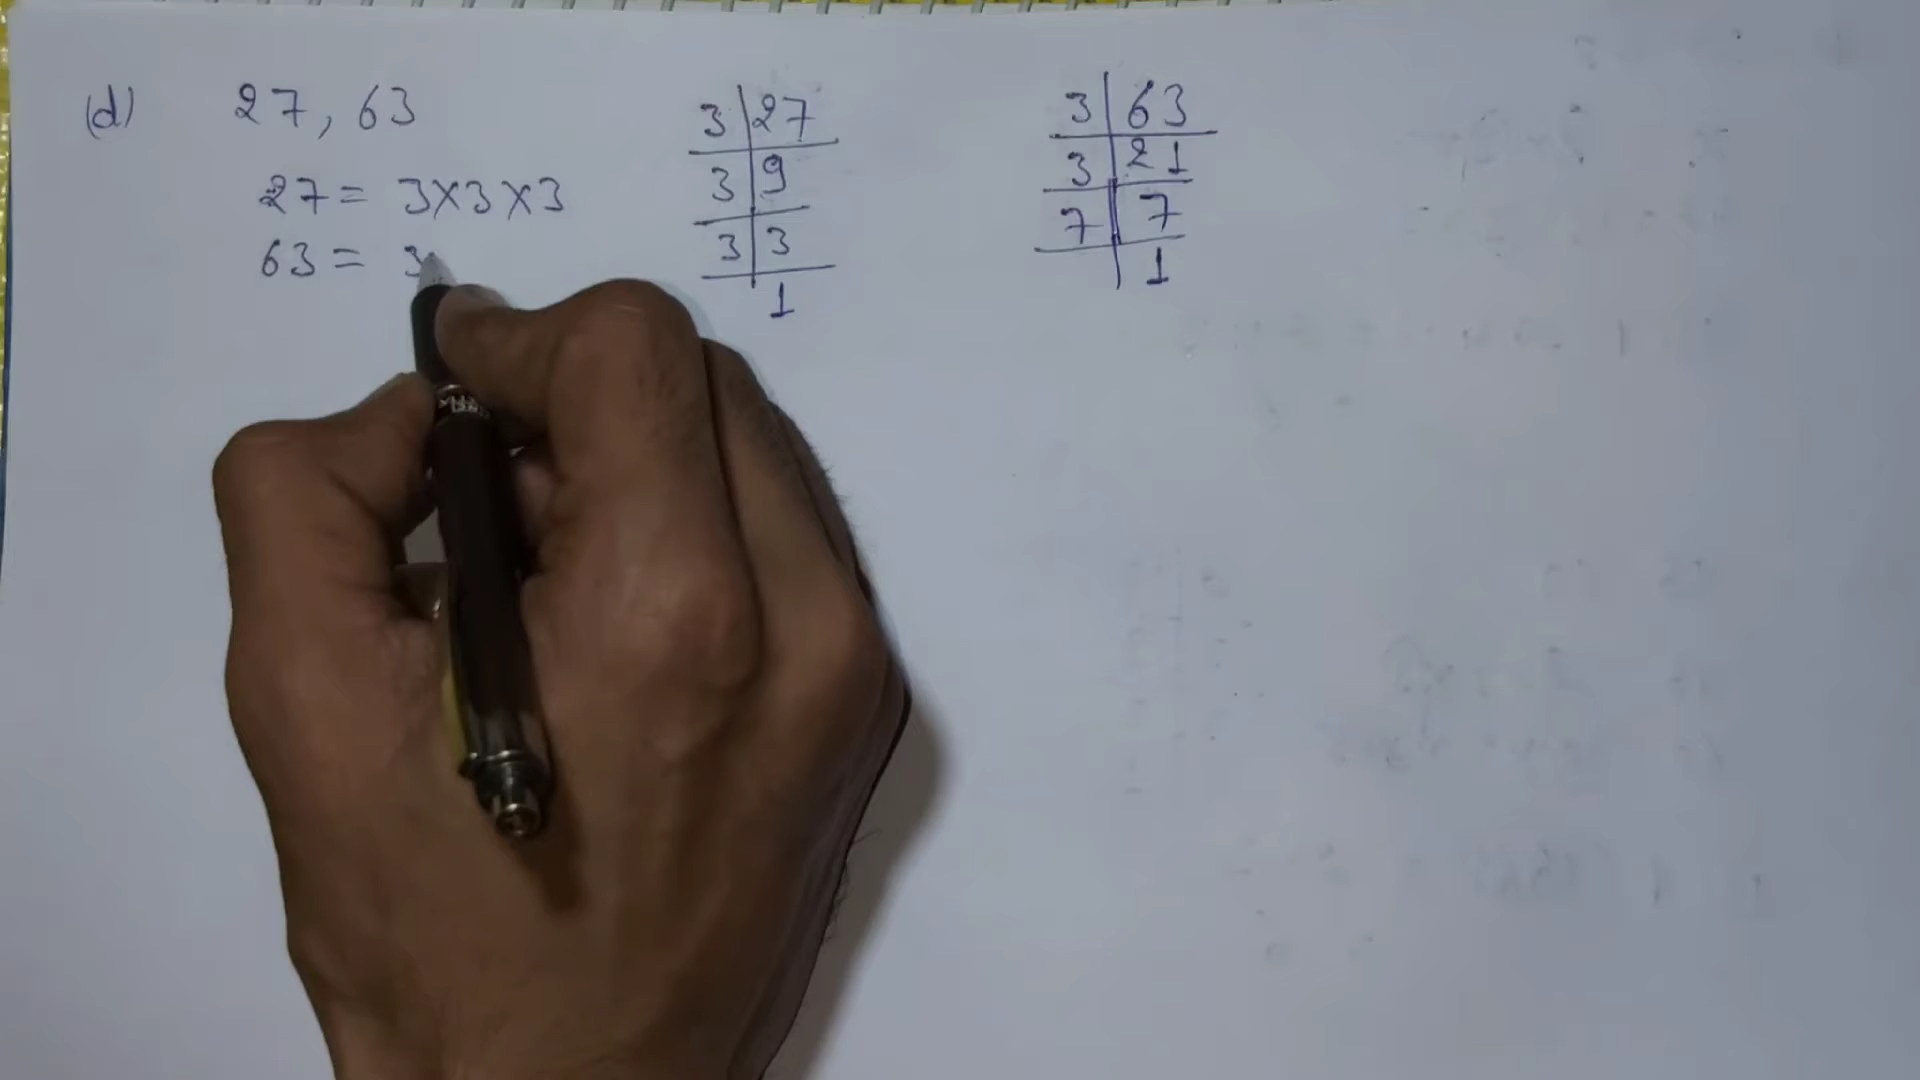 (d) 27, 63
27 = 3×3×3
63 = 3
3 | 27
3 | 9
3 | 3
1
3 | 63
3 | 21
7 | 7
1